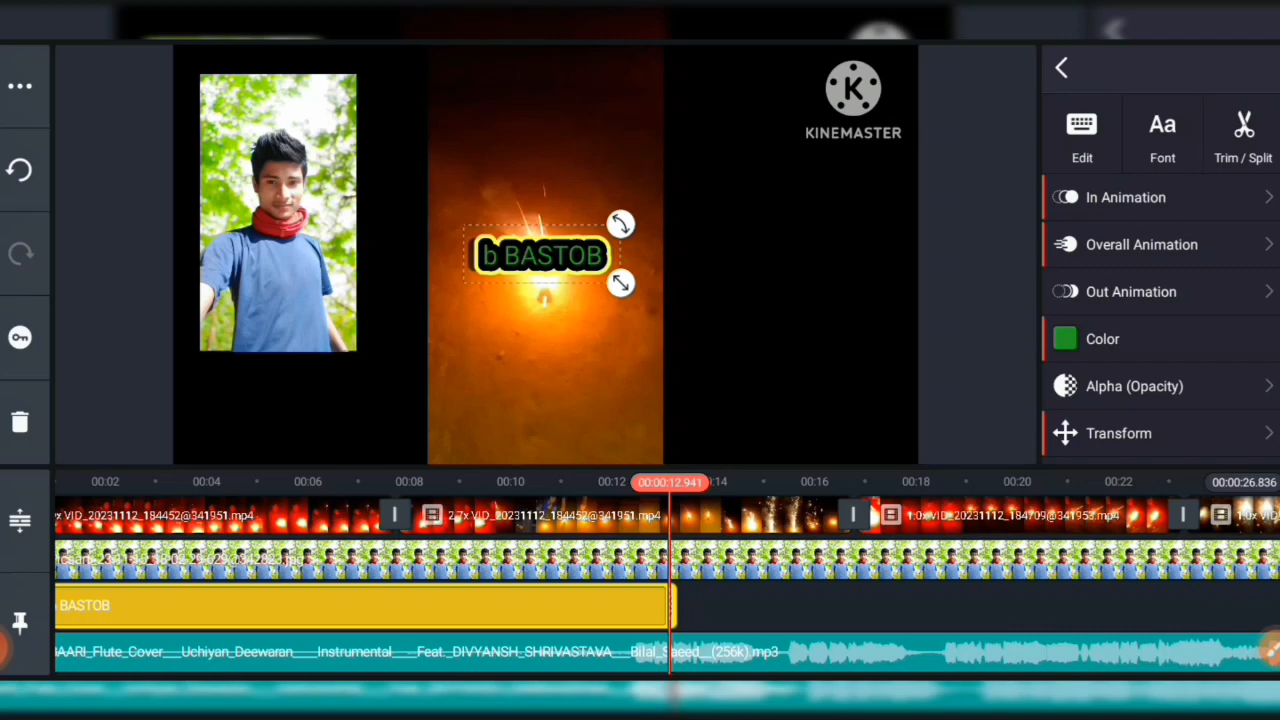 KINEMASTER
b BASTOB
Edit
Font
Trim / Split
In Animation
Overall Animation
Out Animation
Color
Alpha (Opacity)
Transform
00:02
00:04
00:06
00:08
00:10
00:12
00:00:12.941
:14
00:16
00:18
00:20
00:22
00:00:26.836
x VID_20231112_184452@341951.mp4
2.7x VID_20231112_184452@341951.mp4
1.0x VID_20231112_184709@341953.mp4
BASTOB
AARI_Flute_Cover___Uchiyan_Deewaran____Instrumental____Feat._DIVYANSH_SHRIVASTAVA___Bilal_Saeed__(256k).mp3